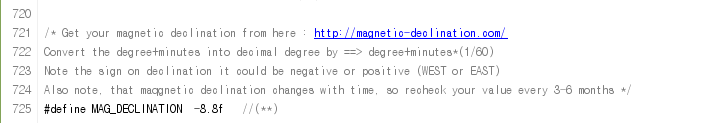 720
721 /* Get your magnetic declination from here : http://magnetic-declination.com/
722 Convert the degree+minutes into decimal degree by ==> degree+minutes*(1/60)
723 Note the sign on declination it could be negative or positive (WEST or EAST)
724 Also note, that maqgnetic declination changes with time, so recheck your value every 3-6 months */
725 #define MAG_DECLINATION -8.8f //(**)